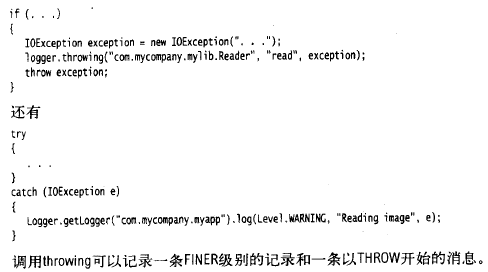 if (. . .)
{
    IOException exception = new IOException(". . .");
    logger.throwing("com.mycompany.mylib.Reader", "read", exception);
    throw exception;
}
还有
try
{
    . . .
}
catch (IOException e)
{
    Logger.getLogger("com.mycompany.myapp").log(Level.WARNING, "Reading image", e);
}
调用throwing可以记录一条FINER级别的记录和一条以THROW开始的消息。